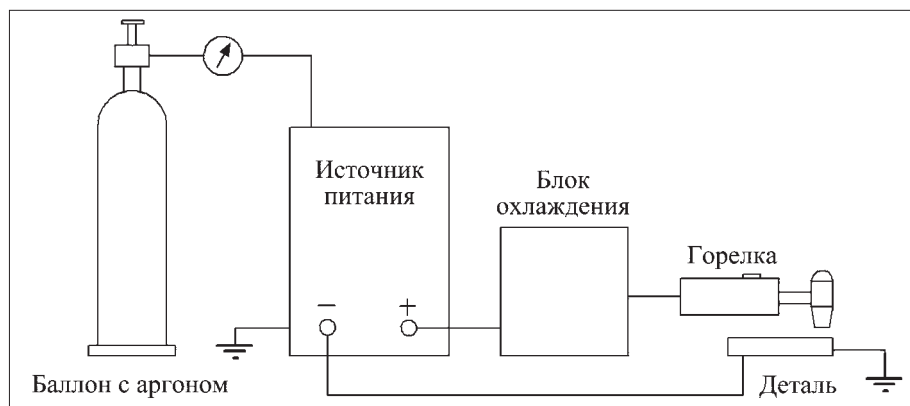 Источник
питания
Блок
охлаждения
Горелка
− +
Баллон с аргоном
Деталь